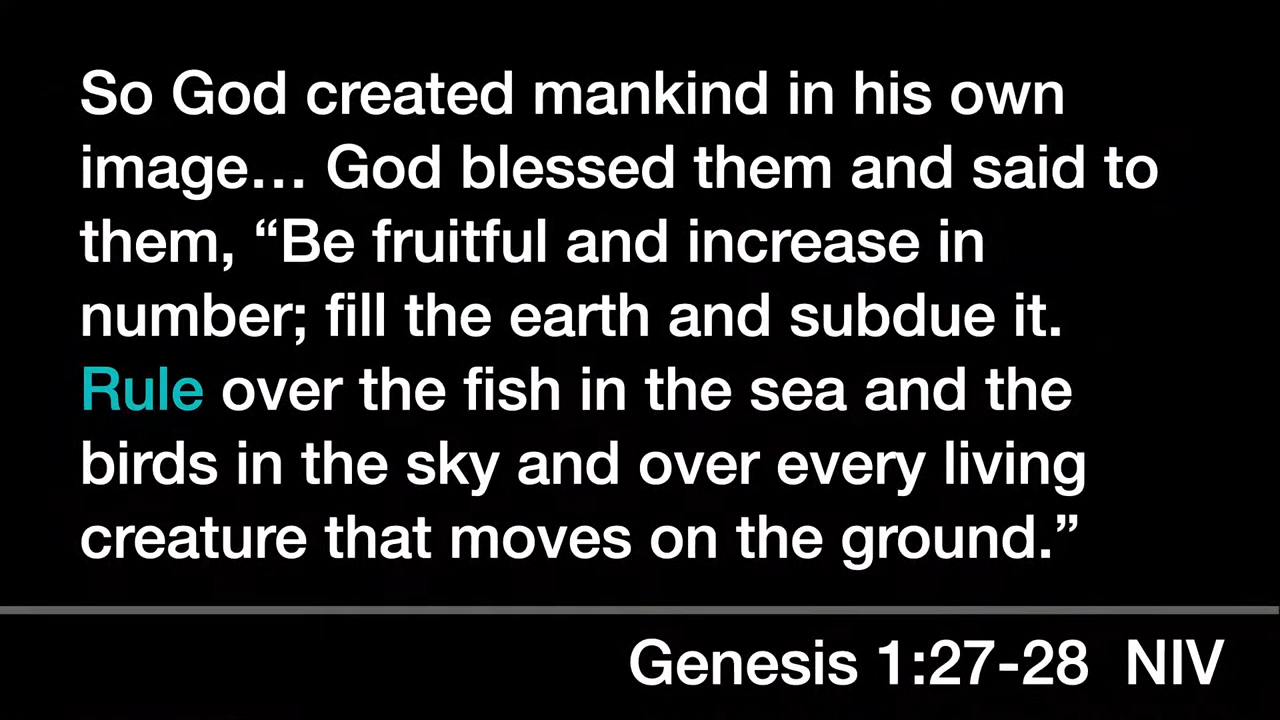 So God created mankind in his own
image… God blessed them and said to
them, “Be fruitful and increase in
number; fill the earth and subdue it.
Rule over the fish in the sea and the
birds in the sky and over every living
creature that moves on the ground.”
Genesis 1:27-28 NIV